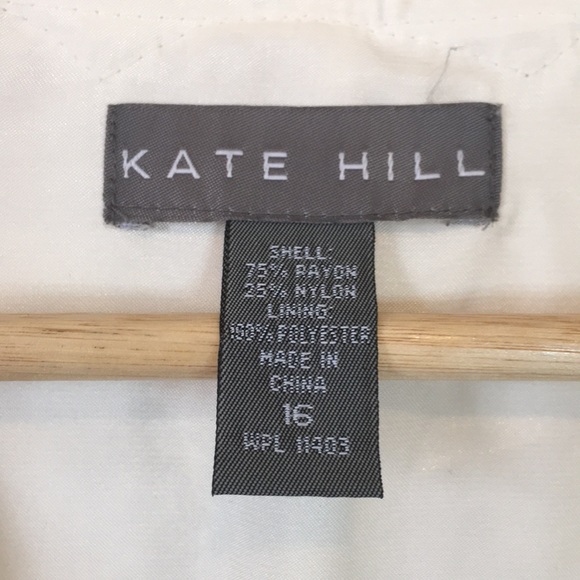 KATE HILL
SHELL:
75% RAYON
25% NYLON
LINING:
100% POLYESTER
MADE IN
CHINA
16
WPL 11403